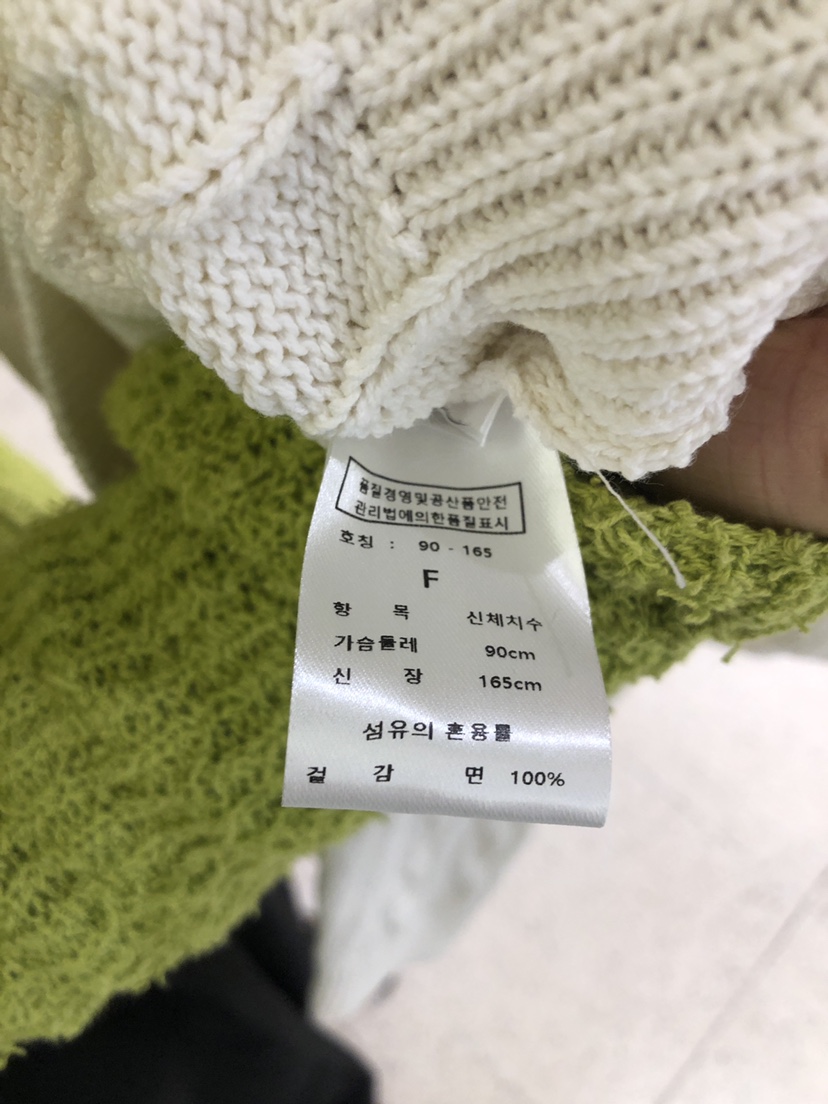 품질경영및공산품안전
관리법에의한품질표시
호칭 : 90 - 165
F
항 목 신체치수
가슴둘레 90cm
신 장 165cm
섬유의 혼용률
겉 감 면 100%